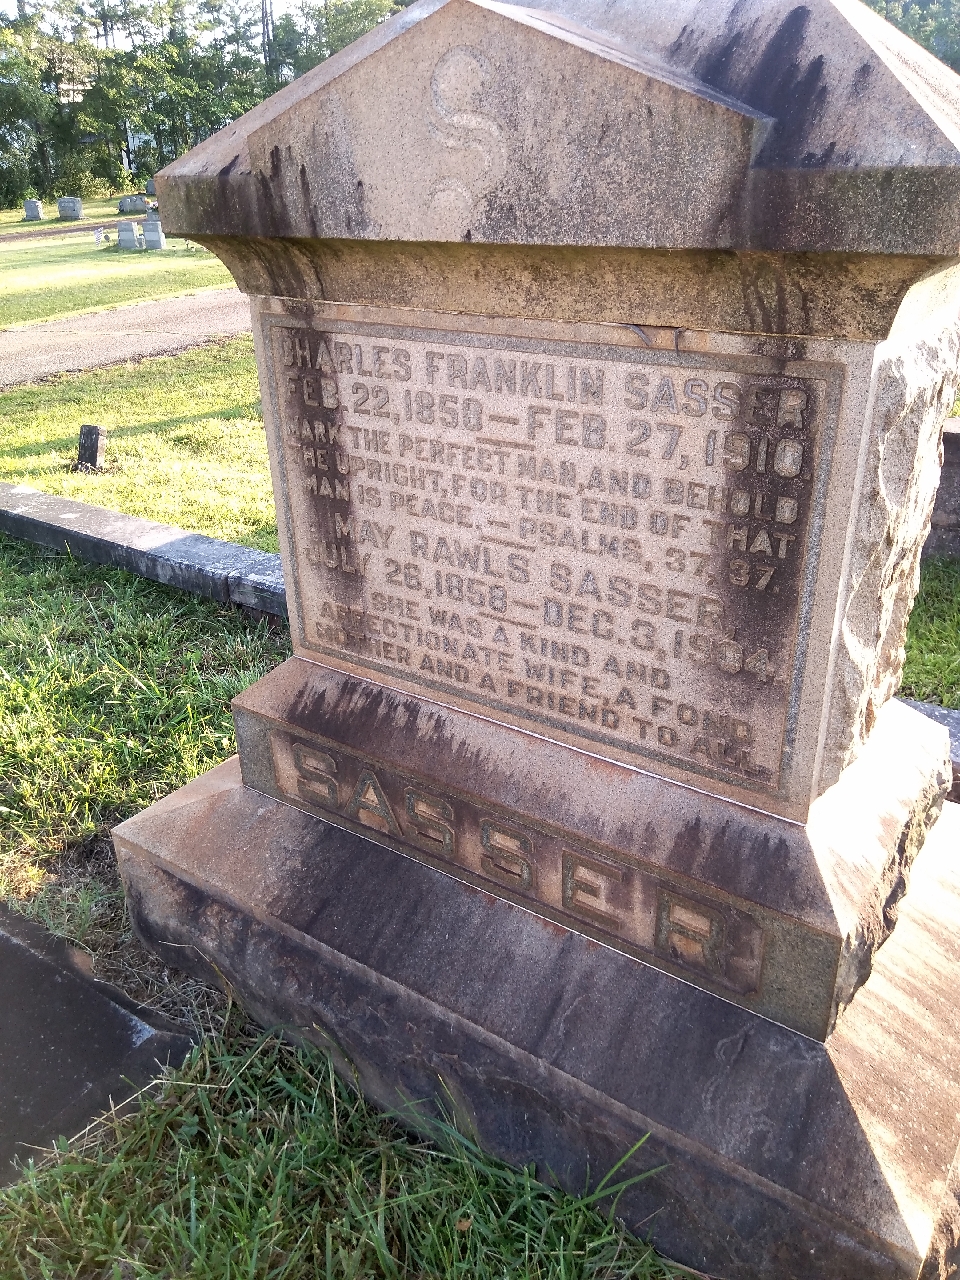 S
CHARLES FRANKLIN SASSER
FEB. 22, 1850 — FEB. 27, 1910.
MARK THE PERFECT MAN, AND BEHOLD
THE UPRIGHT, FOR THE END OF THAT
MAN IS PEACE. — PSALMS, 37, 37.
MAY RAWLS SASSER
JULY 26, 1858 — DEC. 3, 1904.
SHE WAS A KIND AND
AFFECTIONATE WIFE, A FOND
MOTHER AND A FRIEND TO ALL.
SASSER